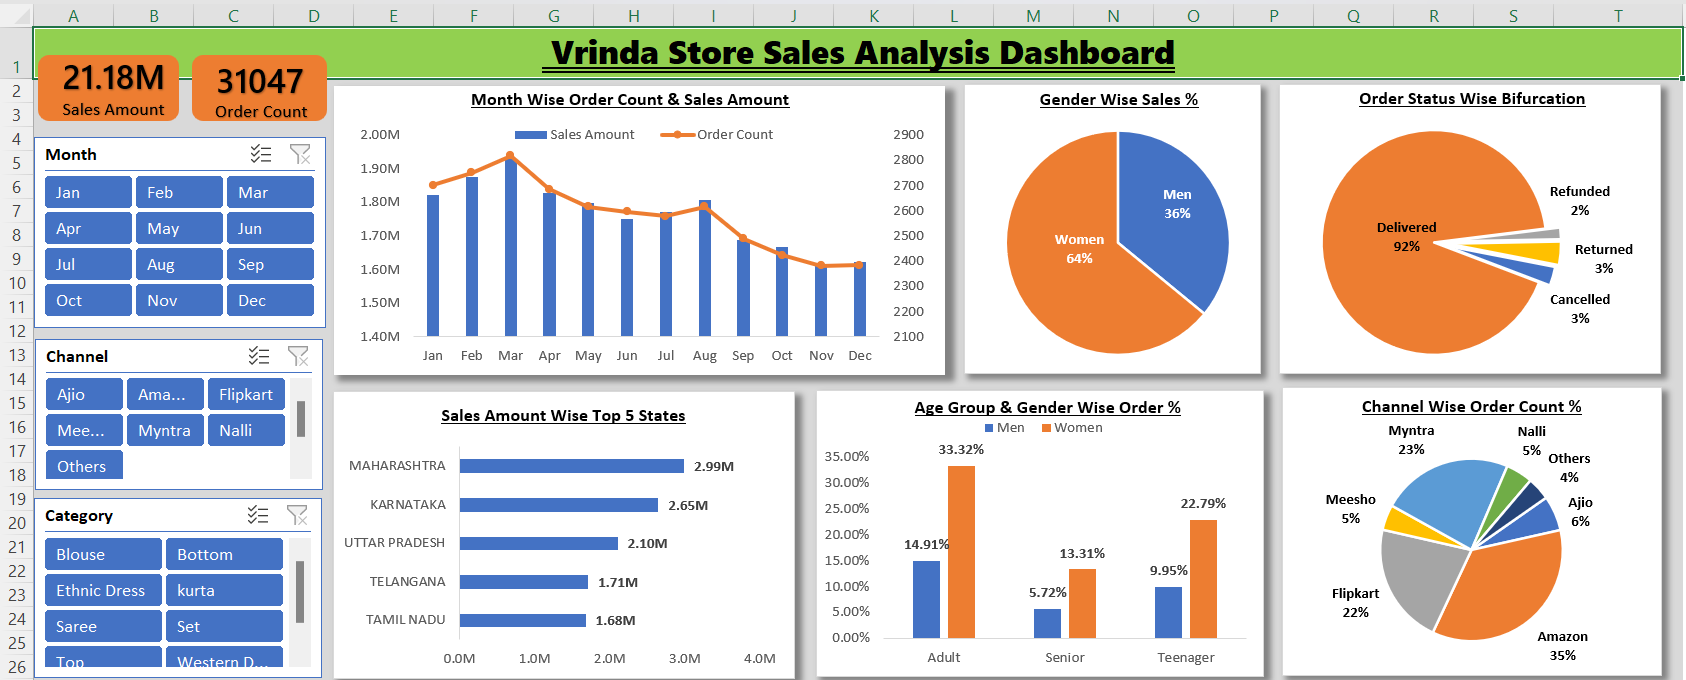 A B C D E F G H I J K L M N O P Q R S T
1
2
3
4
5
6
7
8
9
10
11
12
13
14
15
16
17
18
19
20
21
22
23
24
25
26
Vrinda Store Sales Analysis Dashboard
21.18M
Sales Amount
31047
Order Count
Month
Jan Feb Mar
Apr May Jun
Jul Aug Sep
Oct Nov Dec
Channel
Ajio Ama... Flipkart
Mee... Myntra Nalli
Others
Category
Blouse Bottom
Ethnic Dress kurta
Saree Set
Top Western D...
Month Wise Order Count & Sales Amount
Sales Amount Order Count
2.00M
1.90M
1.80M
1.70M
1.60M
1.50M
1.40M
2900
2800
2700
2600
2500
2400
2300
2200
2100
Jan Feb Mar Apr May Jun Jul Aug Sep Oct Nov Dec
Gender Wise Sales %
Men
36%
Women
64%
Order Status Wise Bifurcation
Delivered
92%
Refunded
2%
Returned
3%
Cancelled
3%
Sales Amount Wise Top 5 States
MAHARASHTRA 2.99M
KARNATAKA 2.65M
UTTAR PRADESH 2.10M
TELANGANA 1.71M
TAMIL NADU 1.68M
0.0M 1.0M 2.0M 3.0M 4.0M
Age Group & Gender Wise Order %
Men Women
35.00%
30.00%
25.00%
20.00%
15.00%
10.00%
5.00%
0.00%
14.91% 33.32%
5.72% 13.31%
9.95% 22.79%
Adult Senior Teenager
Channel Wise Order Count %
Myntra
23%
Nalli
5%
Others
4%
Ajio
6%
Meesho
5%
Flipkart
22%
Amazon
35%